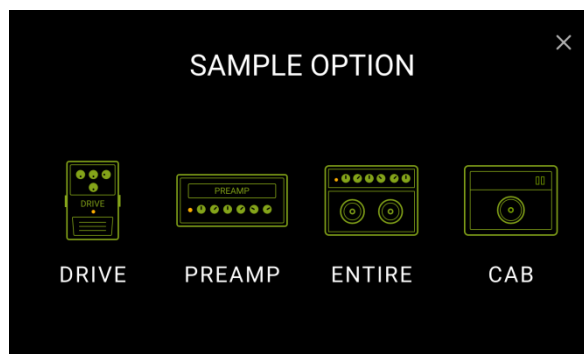 SAMPLE OPTION
DRIVE
PREAMP
DRIVE PREAMP ENTIRE CAB